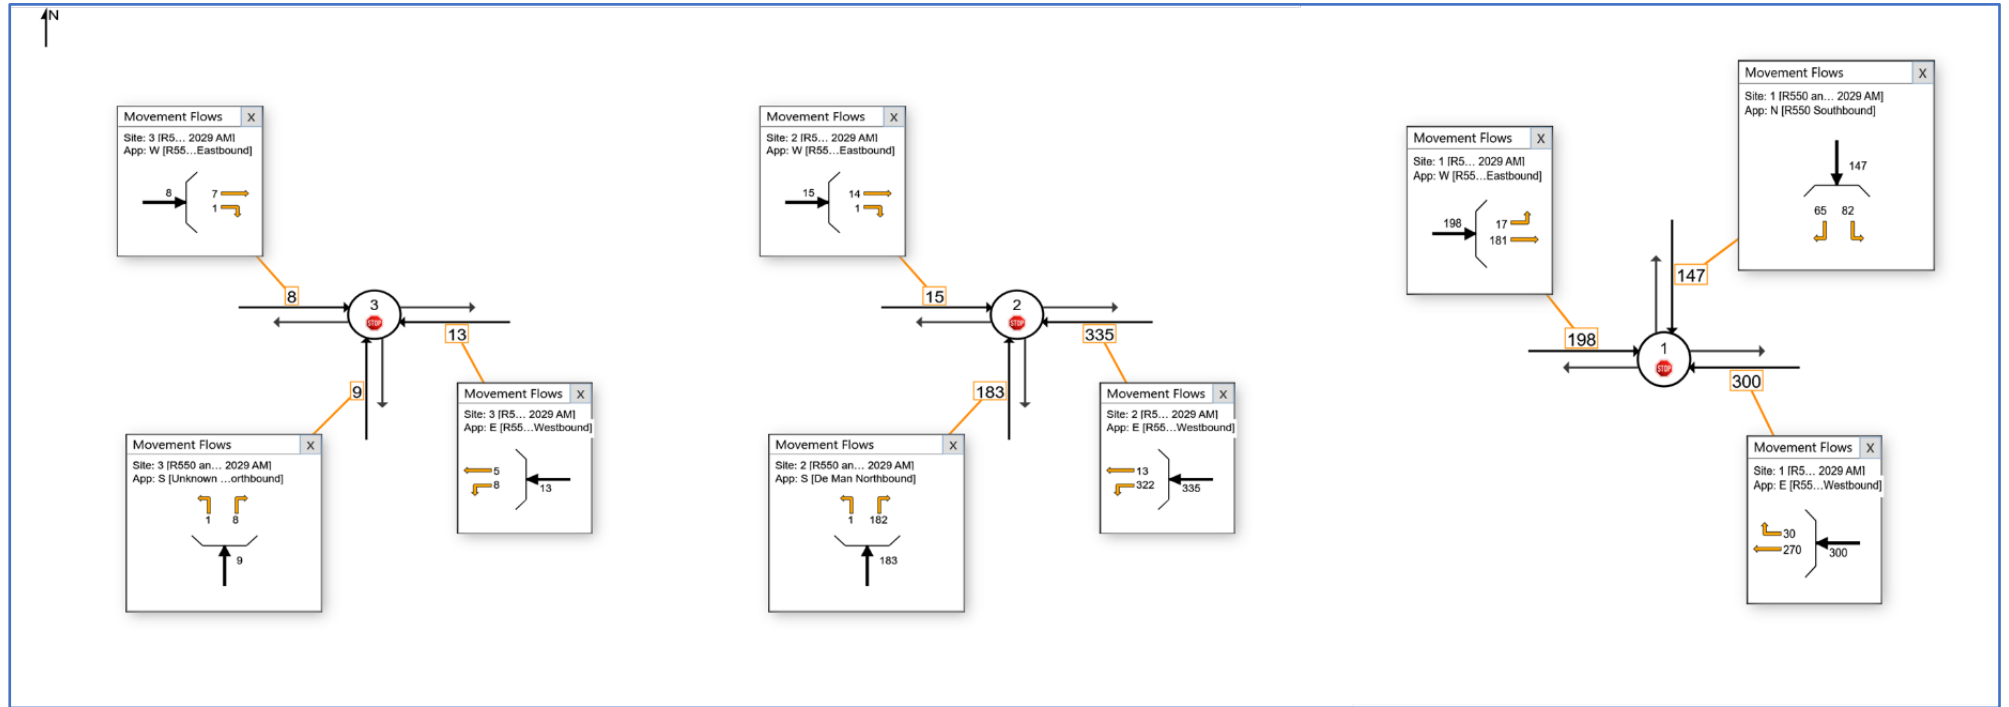 N
Movement Flows X
Site: 3 [R5... 2029 AM]
App: W [R55...Eastbound]
8
7
1
8
3
STOP
13
9
Movement Flows X
Site: 3 [R5... 2029 AM]
App: E [R55...Westbound]
5
8
13
Movement Flows X
Site: 3 [R550 an... 2029 AM]
App: S [Unknown ...orthbound]
1 8
9
Movement Flows X
Site: 2 [R5... 2029 AM]
App: W [R55...Eastbound]
15
14
1
15
2
STOP
335
183
Movement Flows X
Site: 2 [R5... 2029 AM]
App: E [R55...Westbound]
13
322
335
Movement Flows X
Site: 2 [R550 an... 2029 AM]
App: S [De Man Northbound]
1 182
183
Movement Flows X
Site: 1 [R5... 2029 AM]
App: W [R55...Eastbound]
198
17
181
Movement Flows X
Site: 1 [R550 an... 2029 AM]
App: N [R550 Southbound]
147
65 82
147
198
1
STOP
300
Movement Flows X
Site: 1 [R5... 2029 AM]
App: E [R55...Westbound]
30
270
300